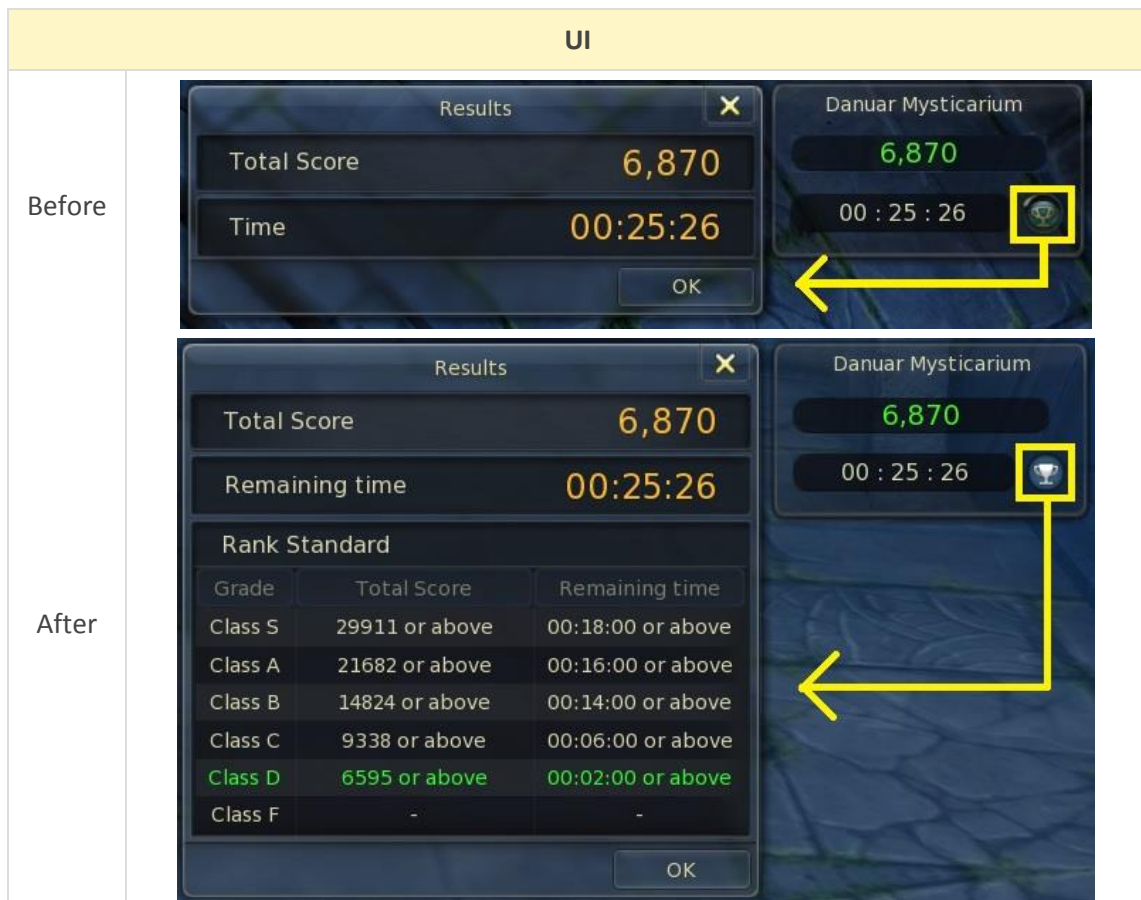 UI
Before
Results
Total Score 6,870
Time 00:25:26
OK
Danuar Mysticarium
6,870
00 : 25 : 26
After
Results
Total Score 6,870
Remaining time 00:25:26
Rank Standard
Grade Total Score Remaining time
Class S 29911 or above 00:18:00 or above
Class A 21682 or above 00:16:00 or above
Class B 14824 or above 00:14:00 or above
Class C 9338 or above 00:06:00 or above
Class D 6595 or above 00:02:00 or above
Class F - -
OK
Danuar Mysticarium
6,870
00 : 25 : 26